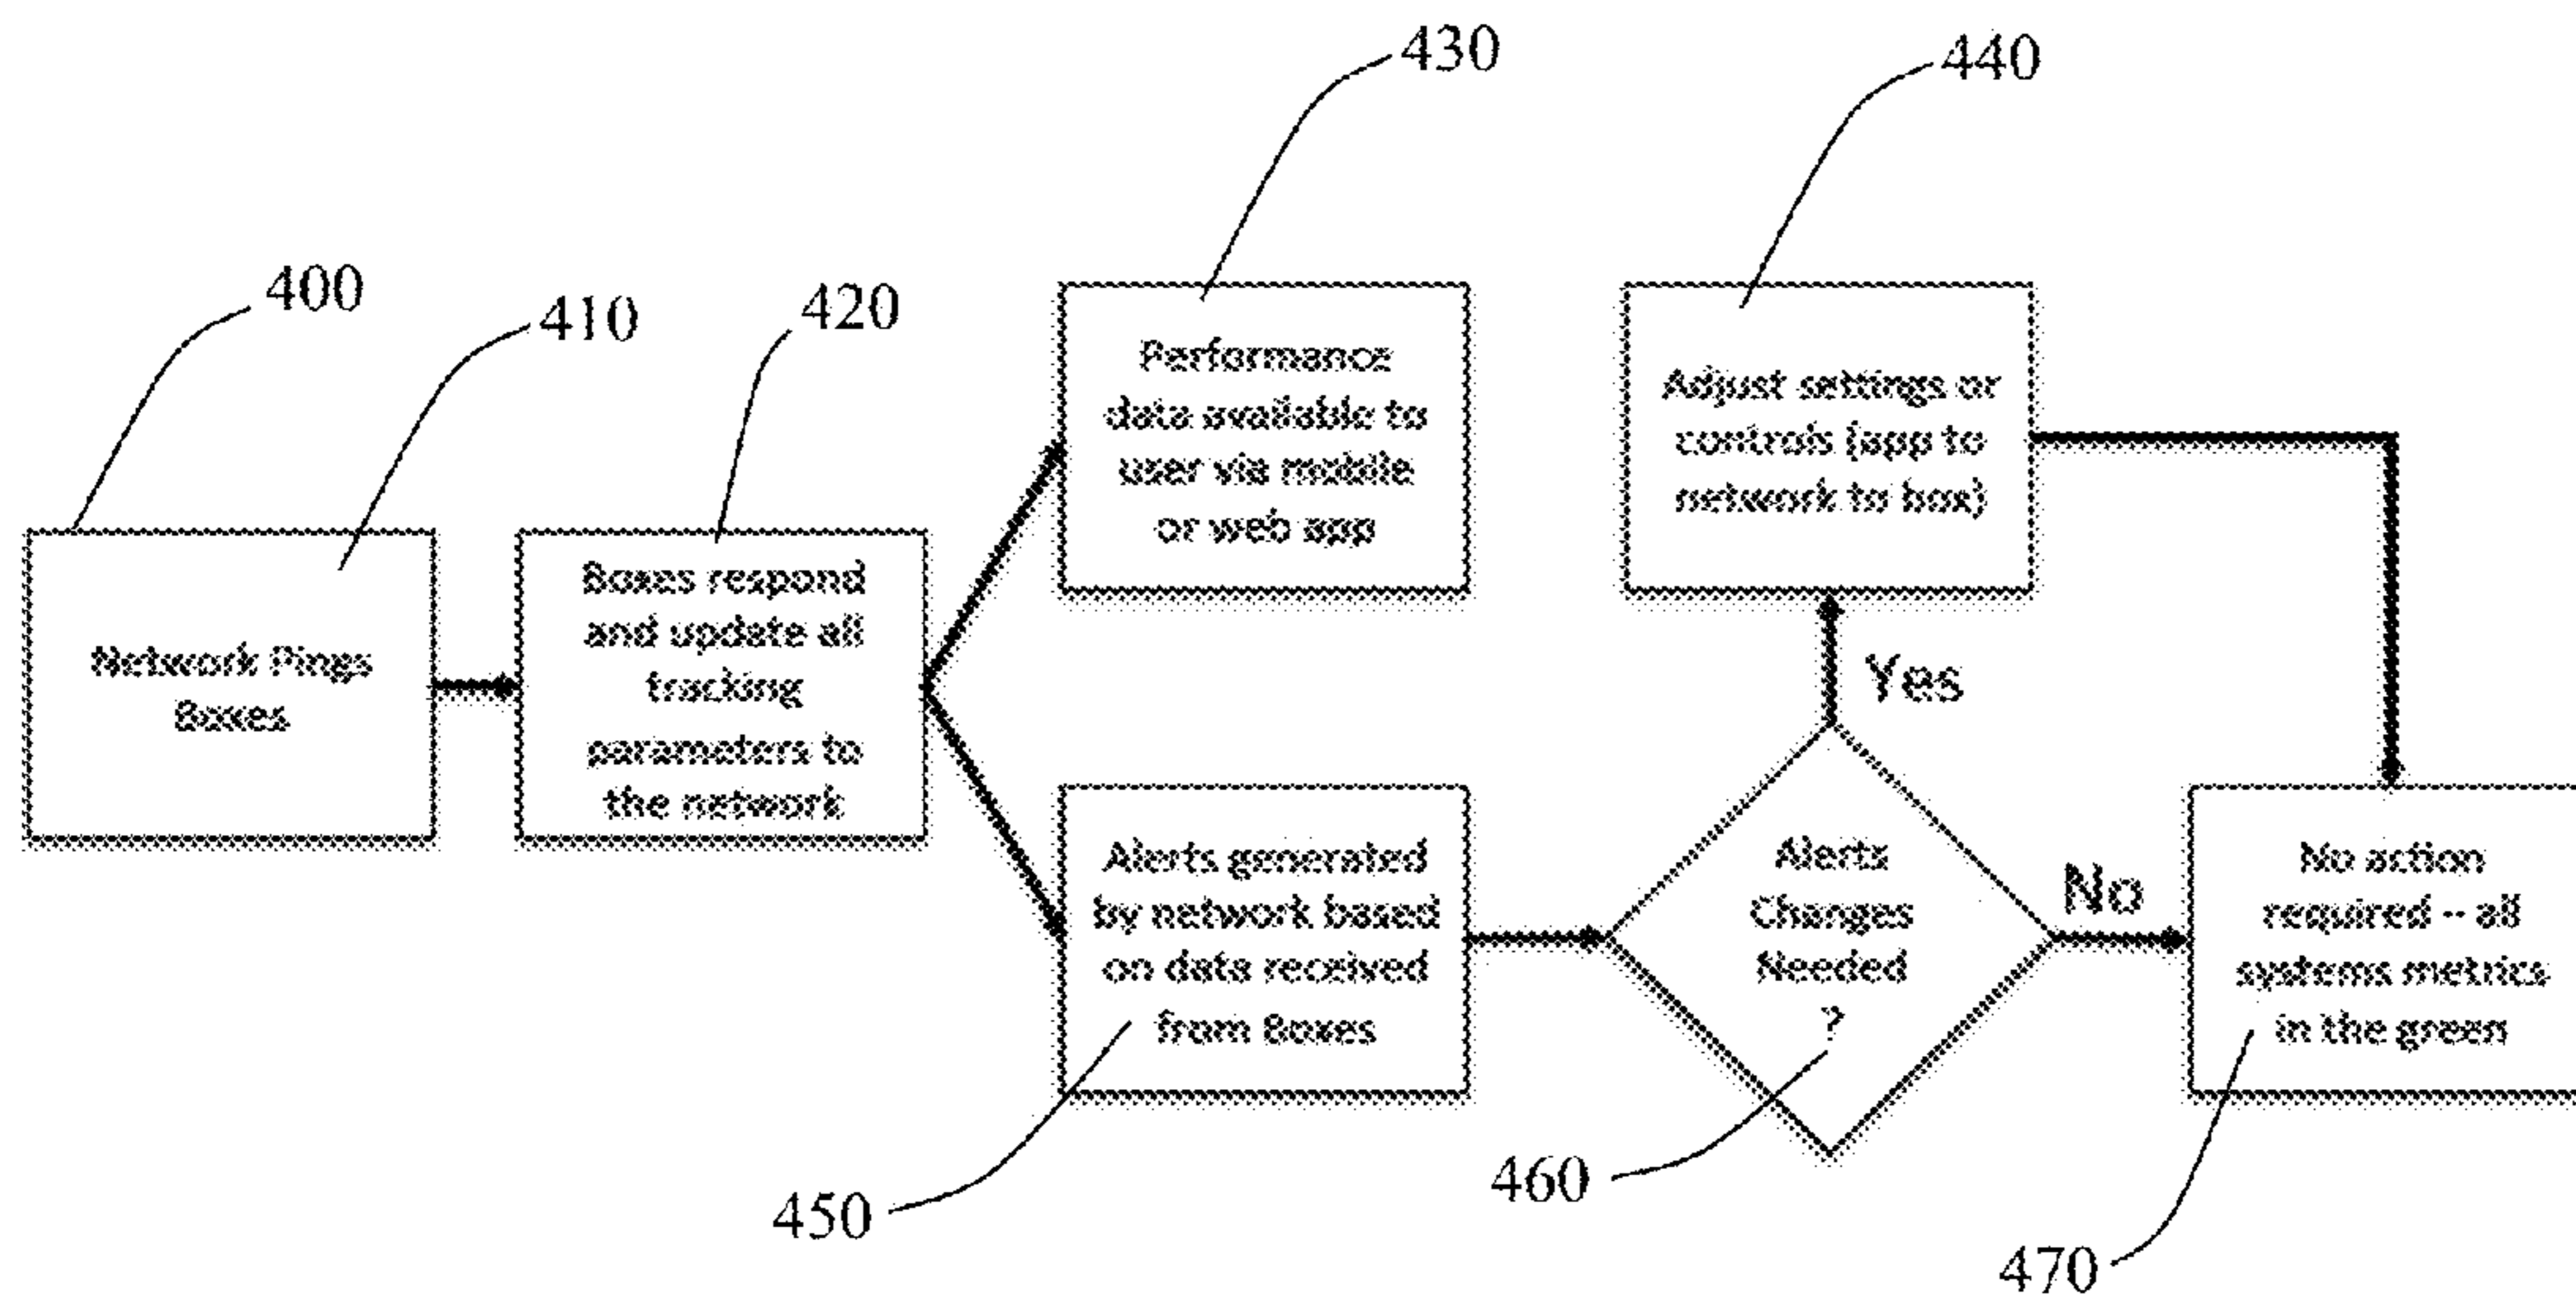 430
440
400
410
420
Performance
data available to
user via mobile
or web app
Adjust settings or
controls (app to
network to box)
Network Pings
Boxes
Boxes respond
and update all
tracking
parameters to
the network
Yes
Alerts generated
by network based
on data received
from Boxes
Alerts
Changes
Needed
?
No
No action
required -- all
systems metrics
in the green
450
460
470